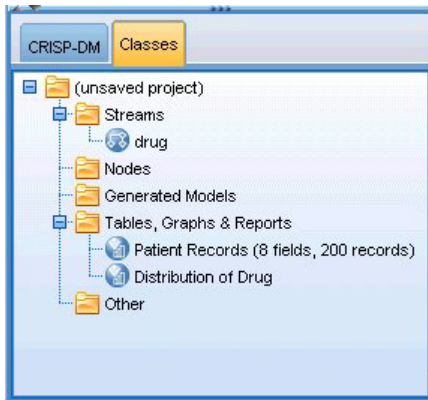 CRISP-DM Classes
(unsaved project)
Streams
drug
Nodes
Generated Models
Tables, Graphs & Reports
Patient Records (8 fields, 200 records)
Distribution of Drug
Other